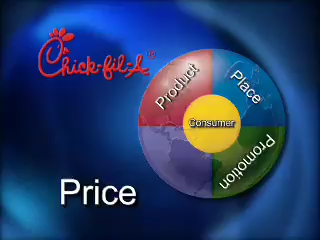 Chick-fil-A®
Product
Place
Consumer
Promotion
Price